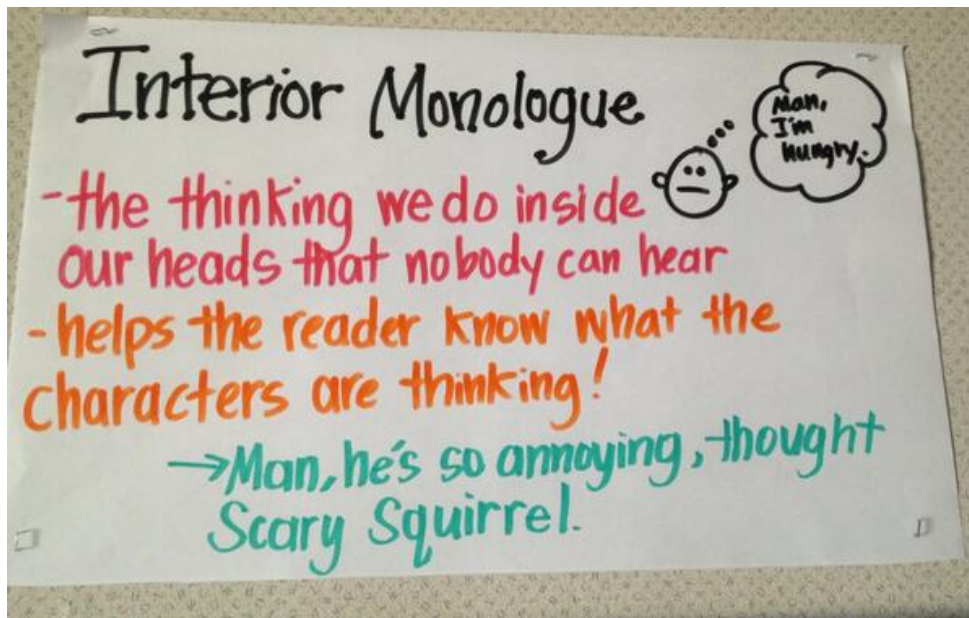 Interior Monologue
Man,
I'm
Hungry.
-the thinking we do inside
our heads that nobody can hear
-helps the reader know what the
characters are thinking!
→Man, he's so annoying, thought
Scary Squirrel.